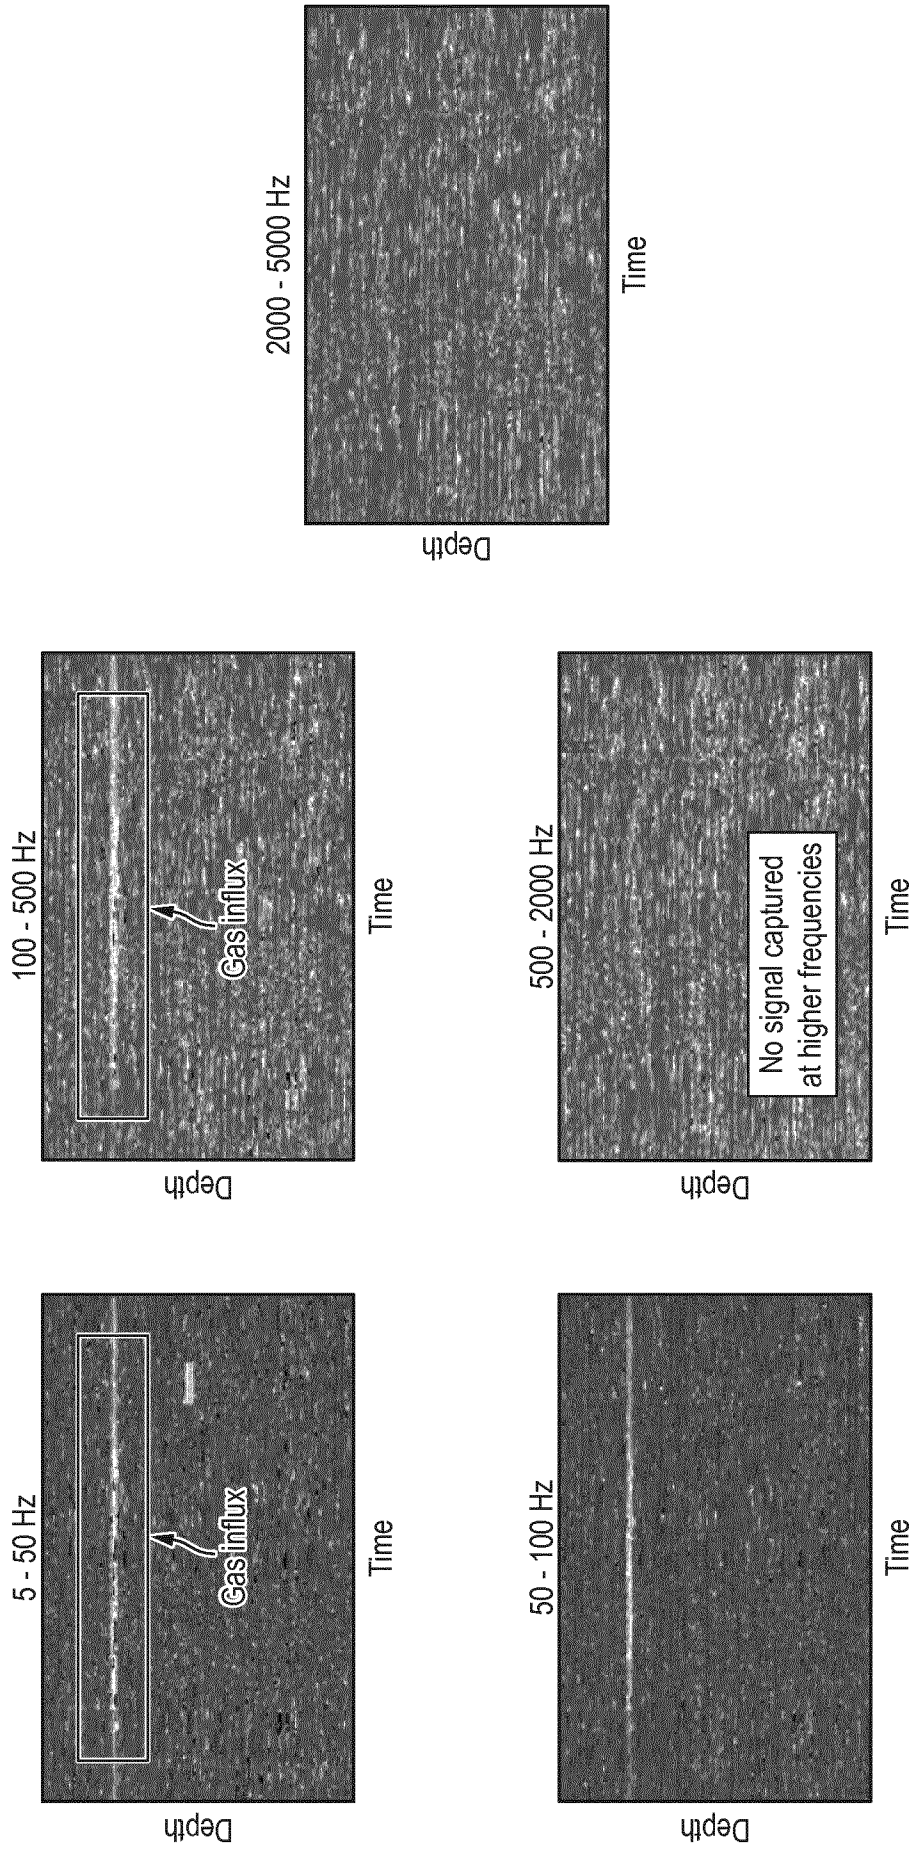 5 - 50 Hz
Depth
Gas influx
Time
100 - 500 Hz
Depth
Gas influx
Time
50 - 100 Hz
Depth
Time
500 - 2000 Hz
Depth
No signal captured
at higher frequencies
Time
2000 - 5000 Hz
Depth
Time